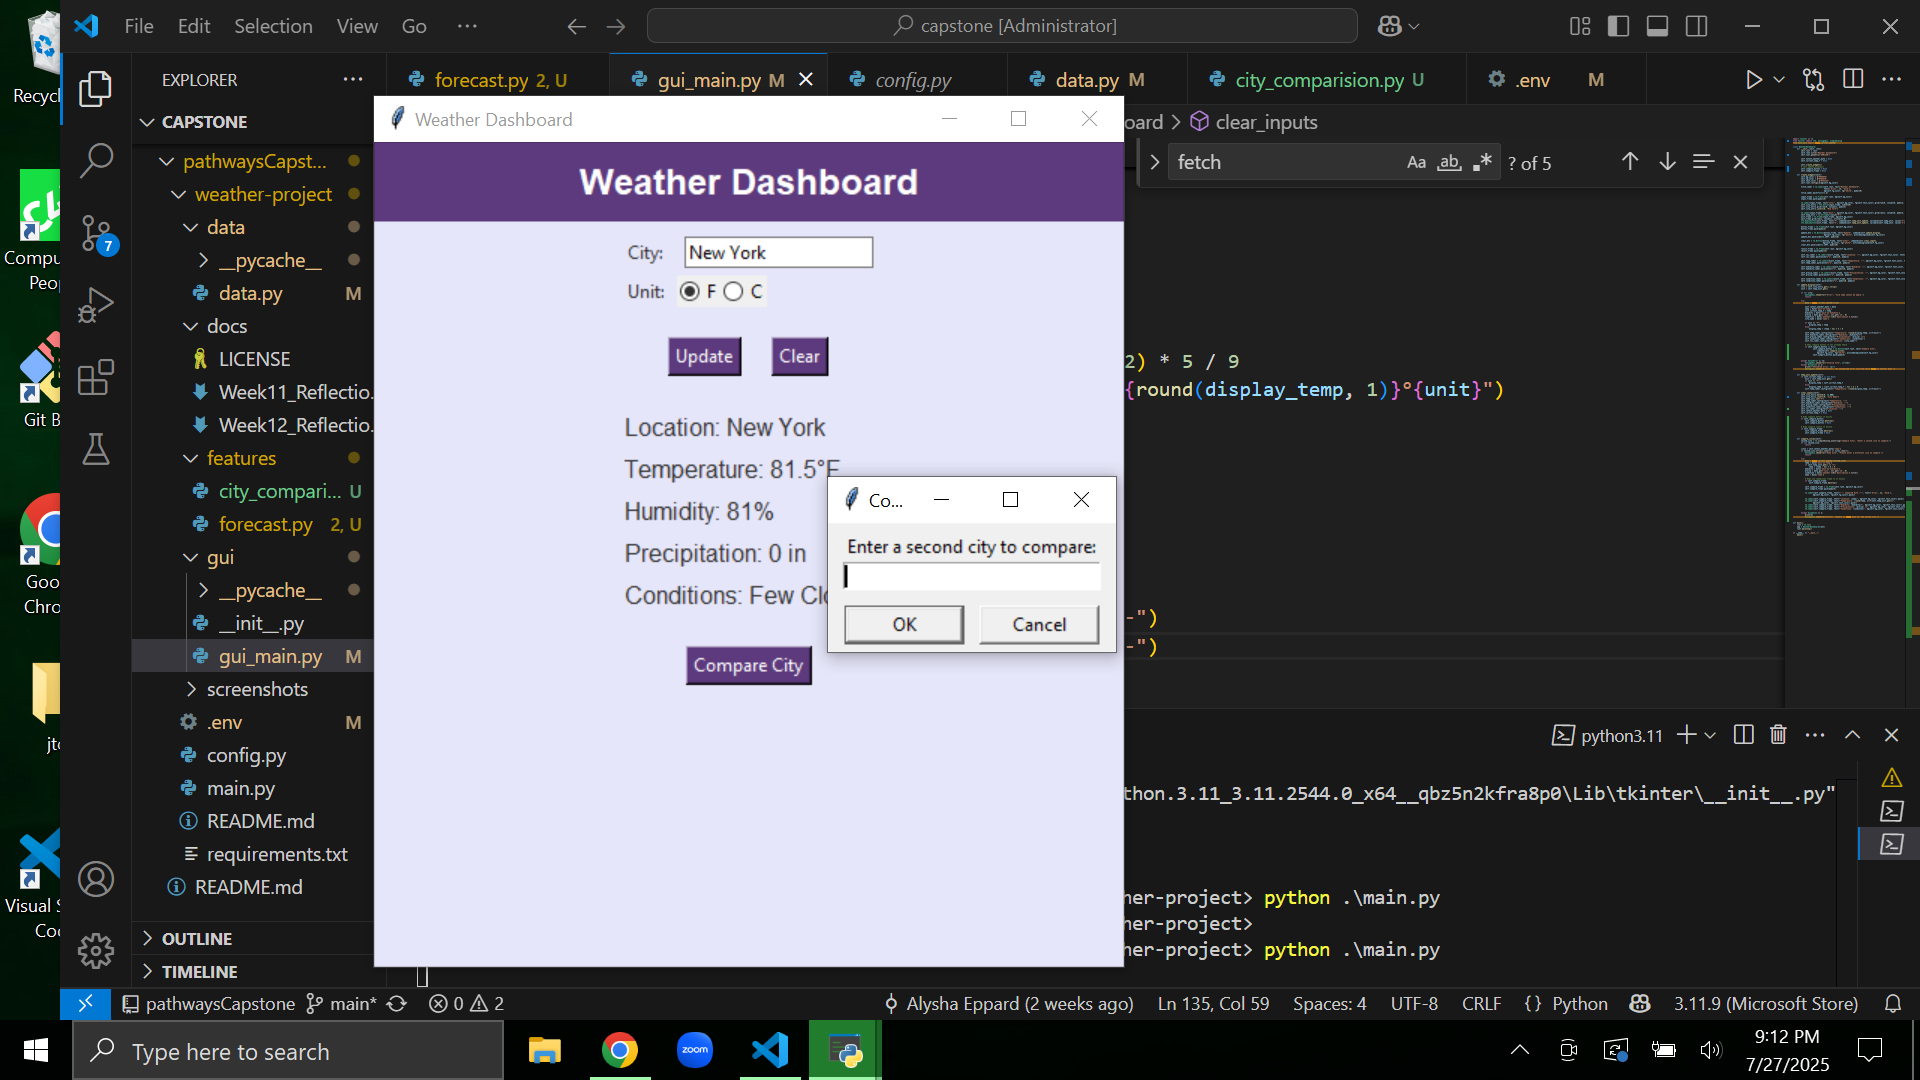 Recycl
Compu
Peo
Git B
Goo
Chro
jt
Visual S
Co
File Edit Selection View Go ...
capstone [Administrator]
EXPLORER
forecast.py 2, U
gui_main.py M
config.py
data.py M
city_comparision.py U
.env M
CAPSTONE
pathwaysCapst...
weather-project
data
__pycache__
data.py M
docs
LICENSE
Week11_Reflectio.
Week12_Reflectio.
features
city_compari... U
forecast.py 2, U
gui
__pycache__
__init__.py
gui_main.py M
screenshots
.env M
config.py
main.py
README.md
requirements.txt
README.md
OUTLINE
TIMELINE
7
oard > clear_inputs
fetch
Aa ab
? of 5
Weather Dashboard
Weather Dashboard
City: New York
Unit: F C
Update Clear
Location: New York
Temperature: 81.5°F
Humidity: 81%
Precipitation: 0 in
Conditions: Few Clo
Compare City
Co...
Enter a second city to compare:
OK Cancel
2) * 5 / 9
{round(display_temp, 1)}°{unit}")
-")
-")
python3.11
thon.3.11_3.11.2544.0_x64__qbz5n2kfra8p0\Lib\tkinter\__init__.py"
her-project> python .\main.py
her-project>
her-project> python .\main.py
pathwaysCapstone main* 0 2
Alysha Eppard (2 weeks ago) Ln 135, Col 59 Spaces: 4 UTF-8 CRLF {} Python 3.11.9 (Microsoft Store)
Type here to search
zoom
9:12 PM
7/27/2025